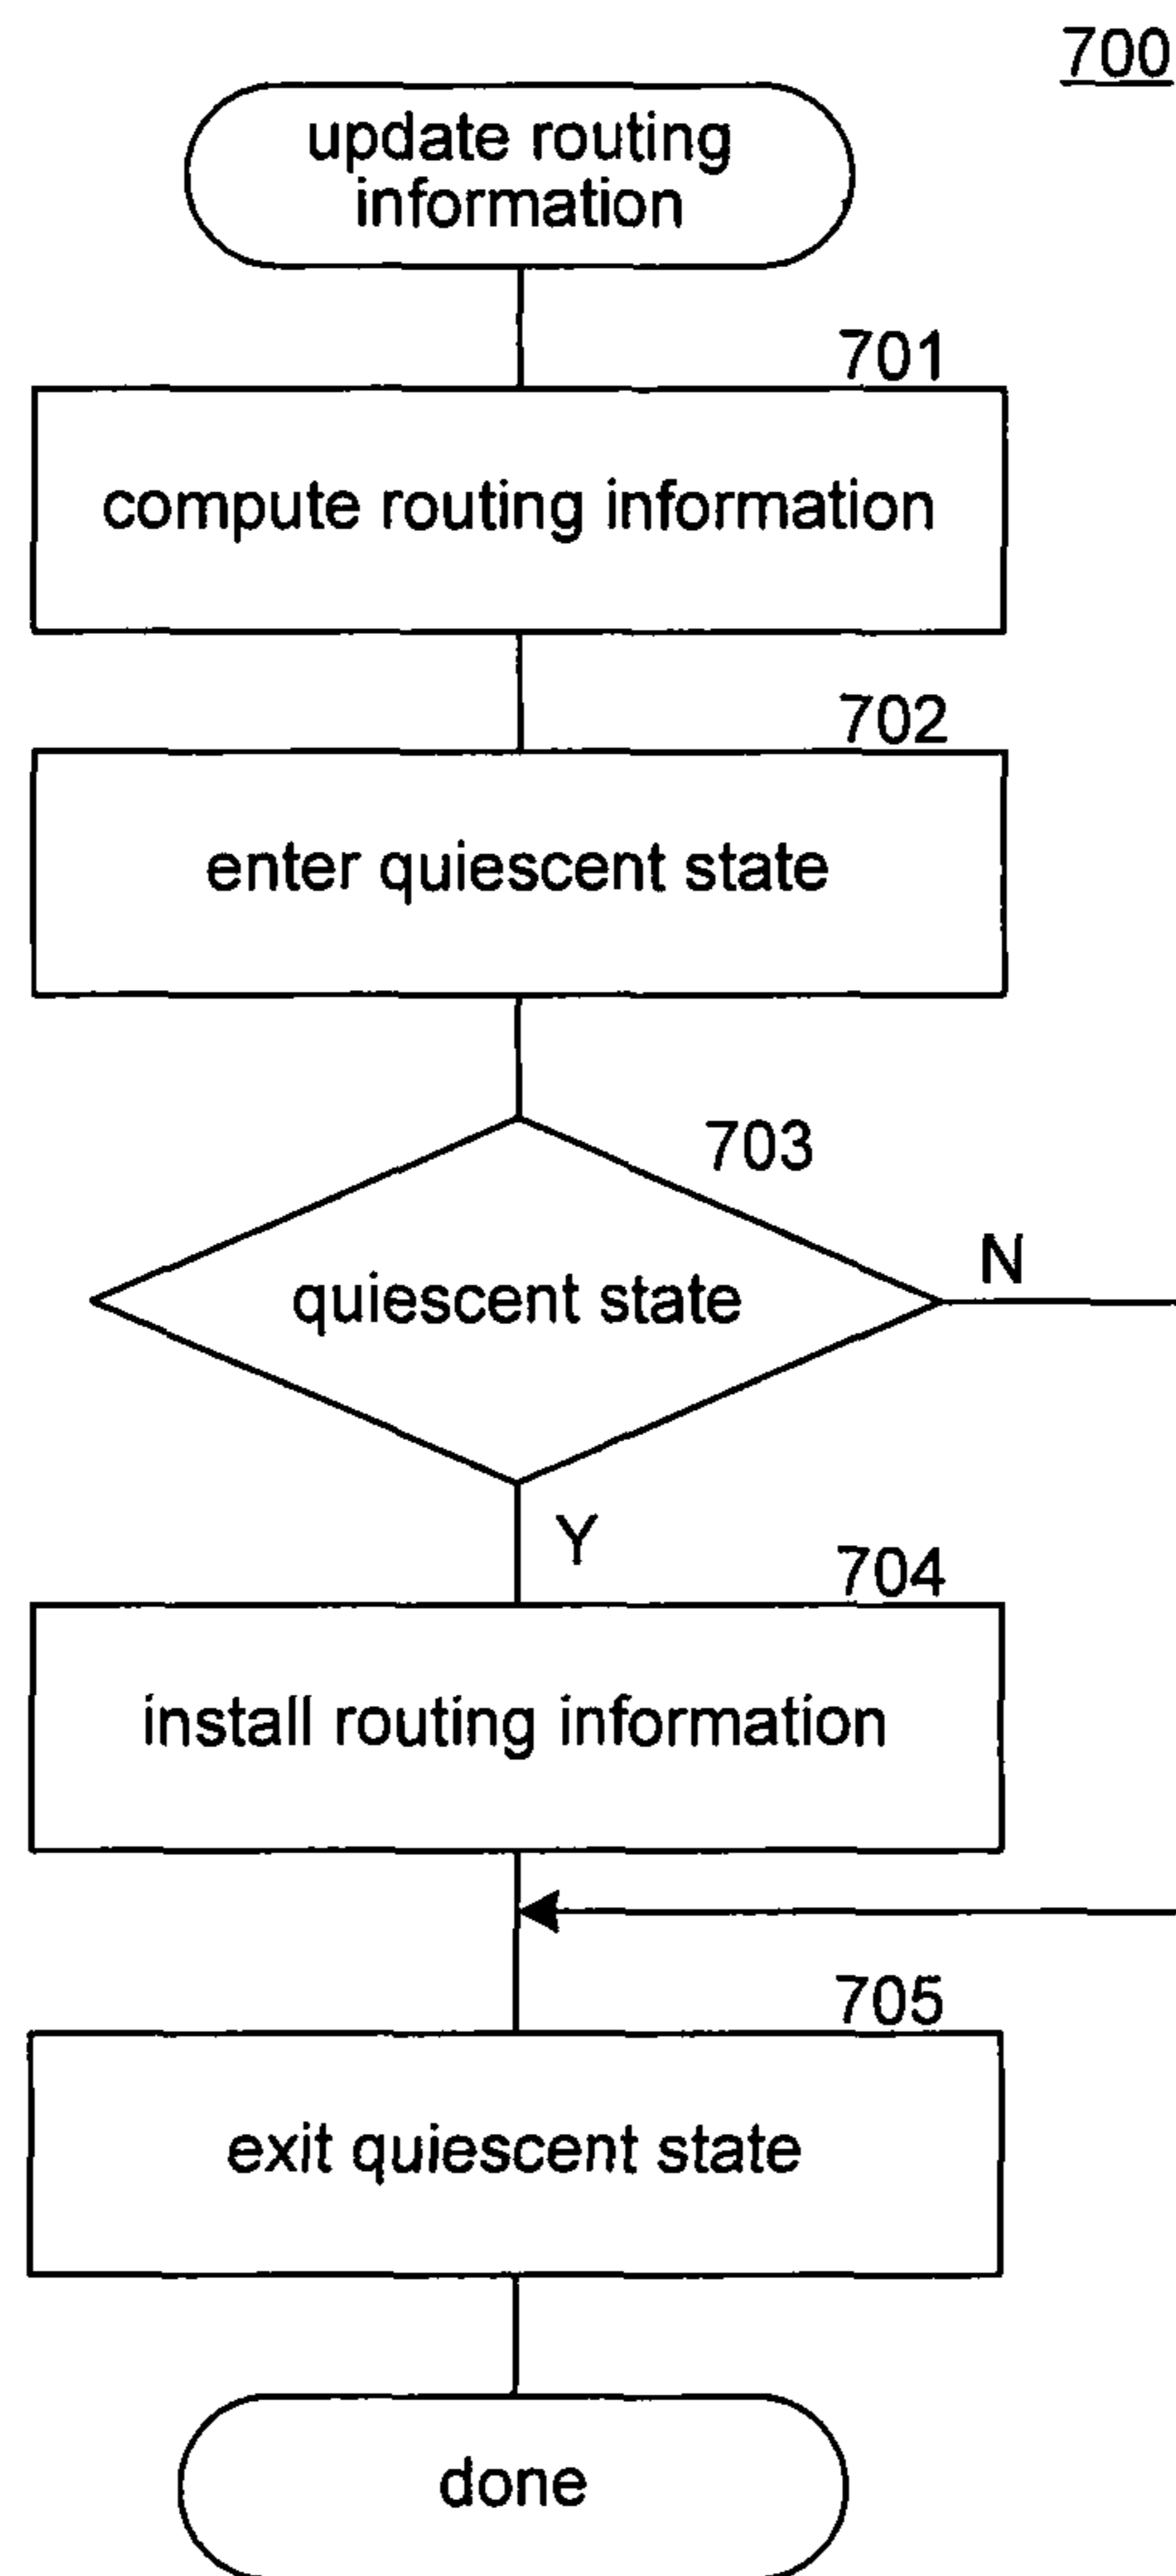 700
update routing
information
701
compute routing information
702
enter quiescent state
703
quiescent state
N
Y
704
install routing information
705
exit quiescent state
done